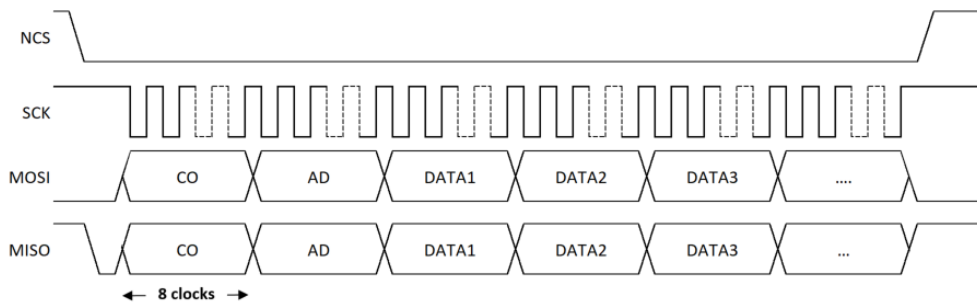 NCS
SCK
MOSI CO AD DATA1 DATA2 DATA3 ....
MISO CO AD DATA1 DATA2 DATA3 ...
8 clocks